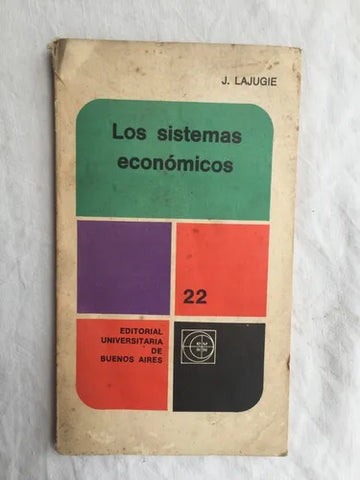 J. LAJUGIE
Los sistemas
económicos
22
EDITORIAL
UNIVERSITARIA
DE
BUENOS AIRES